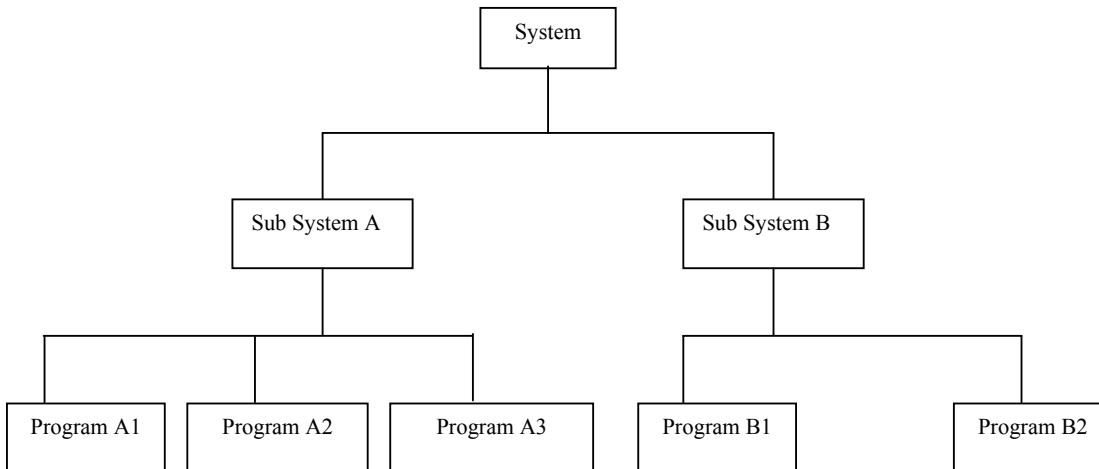 System
Sub System A
Sub System B
Program A1
Program A2
Program A3
Program B1
Program B2